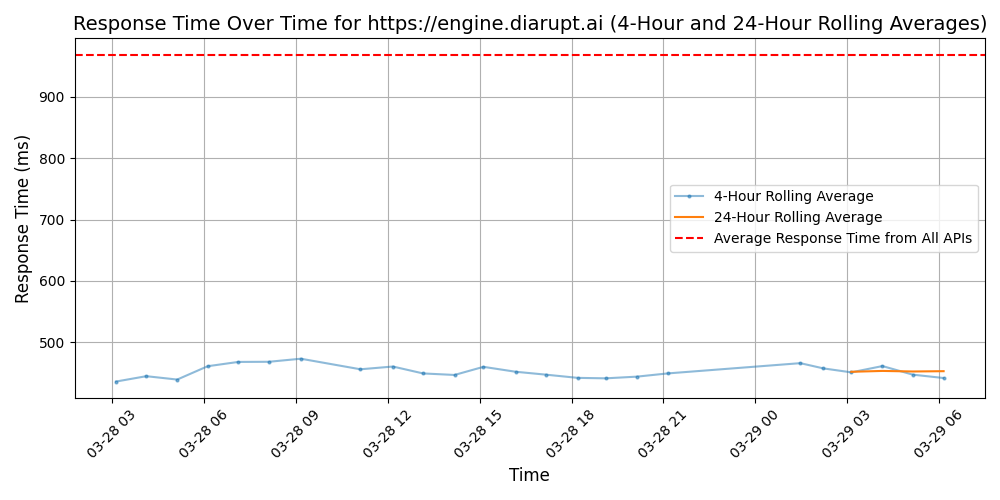 Response Time Over Time for https://engine.diarupt.ai (4-Hour and 24-Hour Rolling Averages)
Response Time (ms)
900
800
700
600
500
4-Hour Rolling Average
24-Hour Rolling Average
Average Response Time from All APIs
03-28 03
03-28 06
03-28 09
03-28 12
03-28 15
03-28 18
03-28 21
03-29 00
03-29 03
03-29 06
Time